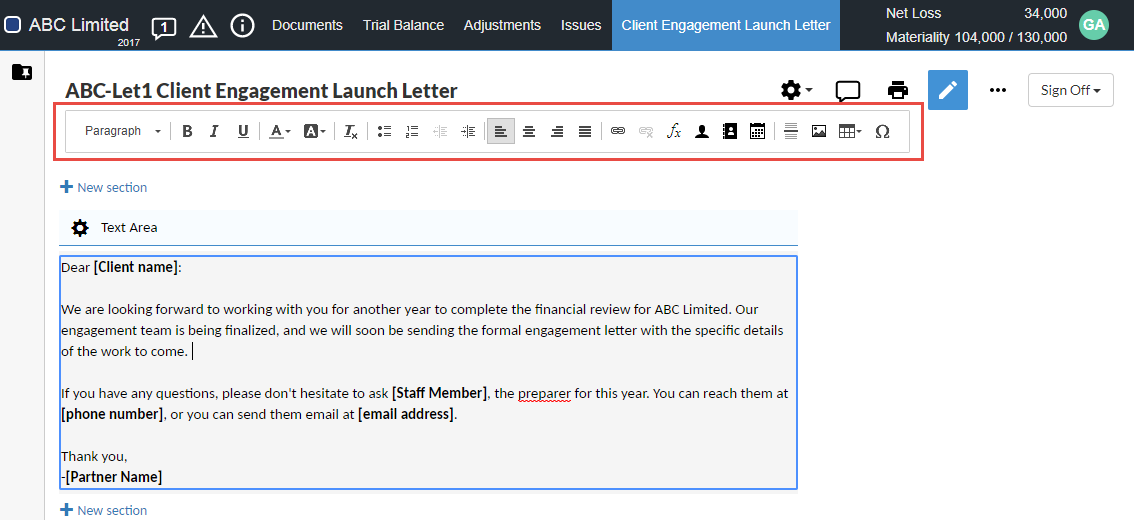 ABC Limited
2017
1
Documents
Trial Balance
Adjustments
Issues
Client Engagement Launch Letter
Net Loss 34,000
Materiality 104,000 / 130,000
GA
ABC-Let1 Client Engagement Launch Letter
Sign Off
Paragraph B I U A A Tx fx Ω
New section
Text Area
Dear [Client name]:
We are looking forward to working with you for another year to complete the financial review for ABC Limited. Our
engagement team is being finalized, and we will soon be sending the formal engagement letter with the specific details
of the work to come.
If you have any questions, please don't hesitate to ask [Staff Member], the preparer for this year. You can reach them at
[phone number], or you can send them email at [email address].
Thank you,
-[Partner Name]
New section